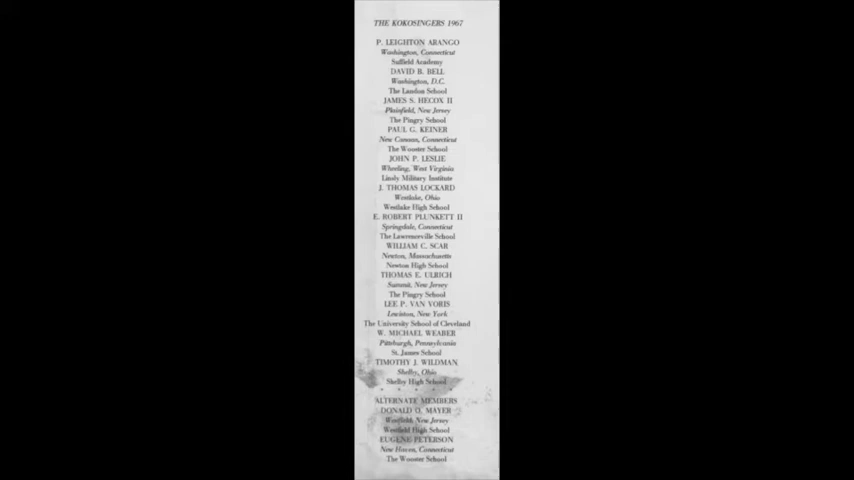 THE KOKOSINGERS 1967
P. LEIGHTON ARANGO
Washington, Connecticut
Suffield Academy
DAVID B. BELL
Washington, D.C.
The Landon School
JAMES S. HECOX II
Plainfield, New Jersey
The Pingry School
PAUL G. KEINER
New Canaan, Connecticut
The Wooster School
JOHN P. LESLIE
Wheeling, West Virginia
Linsly Military Institute
J. THOMAS LOCKARD
Westlake, Ohio
Westlake High School
E. ROBERT PLUNKETT II
Springdale, Connecticut
The Lawrenceville School
WILLIAM C. SCAR
Newton, Massachusetts
Newton High School
THOMAS E. ULRICH
Summit, New Jersey
The Pingry School
LEE P. VAN VORIS
Lewiston, New York
The University School of Cleveland
W. MICHAEL WEABER
Pittsburgh, Pennsylvania
St. James School
TIMOTHY J. WILDMAN
Shelby, Ohio
Shelby High School
* * * * *
ALTERNATE MEMBERS
DONALD O. MAYER
Westfield, New Jersey
Westfield High School
EUGENE PETERSON
New Haven, Connecticut
The Wooster School